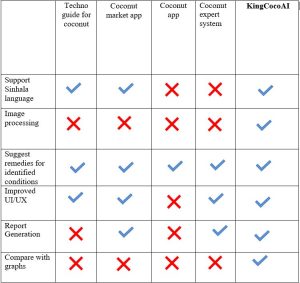 Techno guide for coconut
Coconut market app
Coconut app
Coconut expert system
KingCocoAI
Support Sinhala language
Image processing
Suggest remedies for identified conditions
Improved UI/UX
Report Generation
Compare with graphs